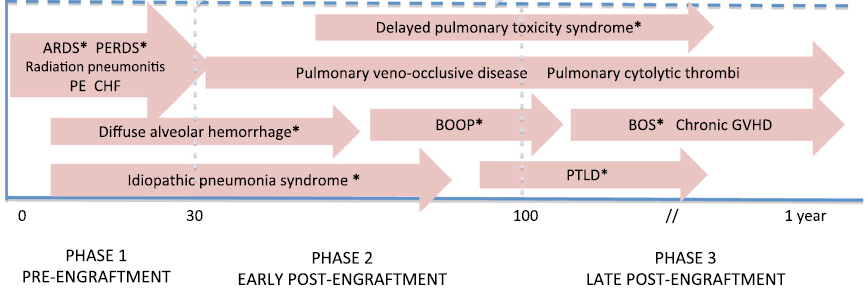 Delayed pulmonary toxicity syndrome*
ARDS* PERDS*
Radiation pneumonitis
PE CHF
Pulmonary veno-occlusive disease Pulmonary cytolytic thrombi
Diffuse alveolar hemorrhage*
BOOP*
BOS* Chronic GVHD
Idiopathic pneumonia syndrome *
PTLD*
0 30 100 // 1 year
PHASE 1
PRE-ENGRAFTMENT
PHASE 2
EARLY POST-ENGRAFTMENT
PHASE 3
LATE POST-ENGRAFTMENT